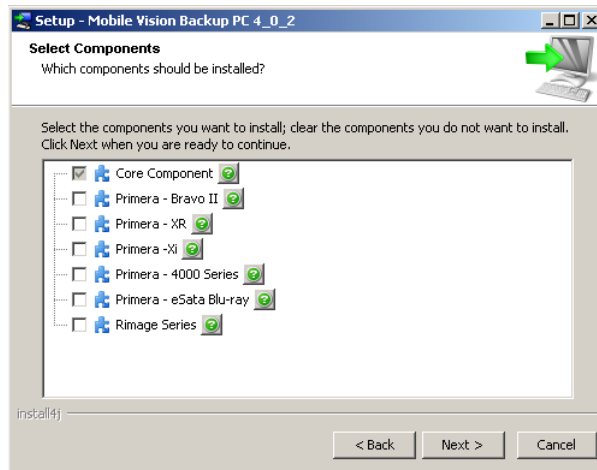 Setup - Mobile Vision Backup PC 4_0_2
Select Components
Which components should be installed?
Select the components you want to install; clear the components you do not want to install.
Click Next when you are ready to continue.
Core Component
Primera - Bravo II
Primera - XR
Primera -Xi
Primera - 4000 Series
Primera - eSata Blu-ray
Rimage Series
install4j
< Back Next > Cancel